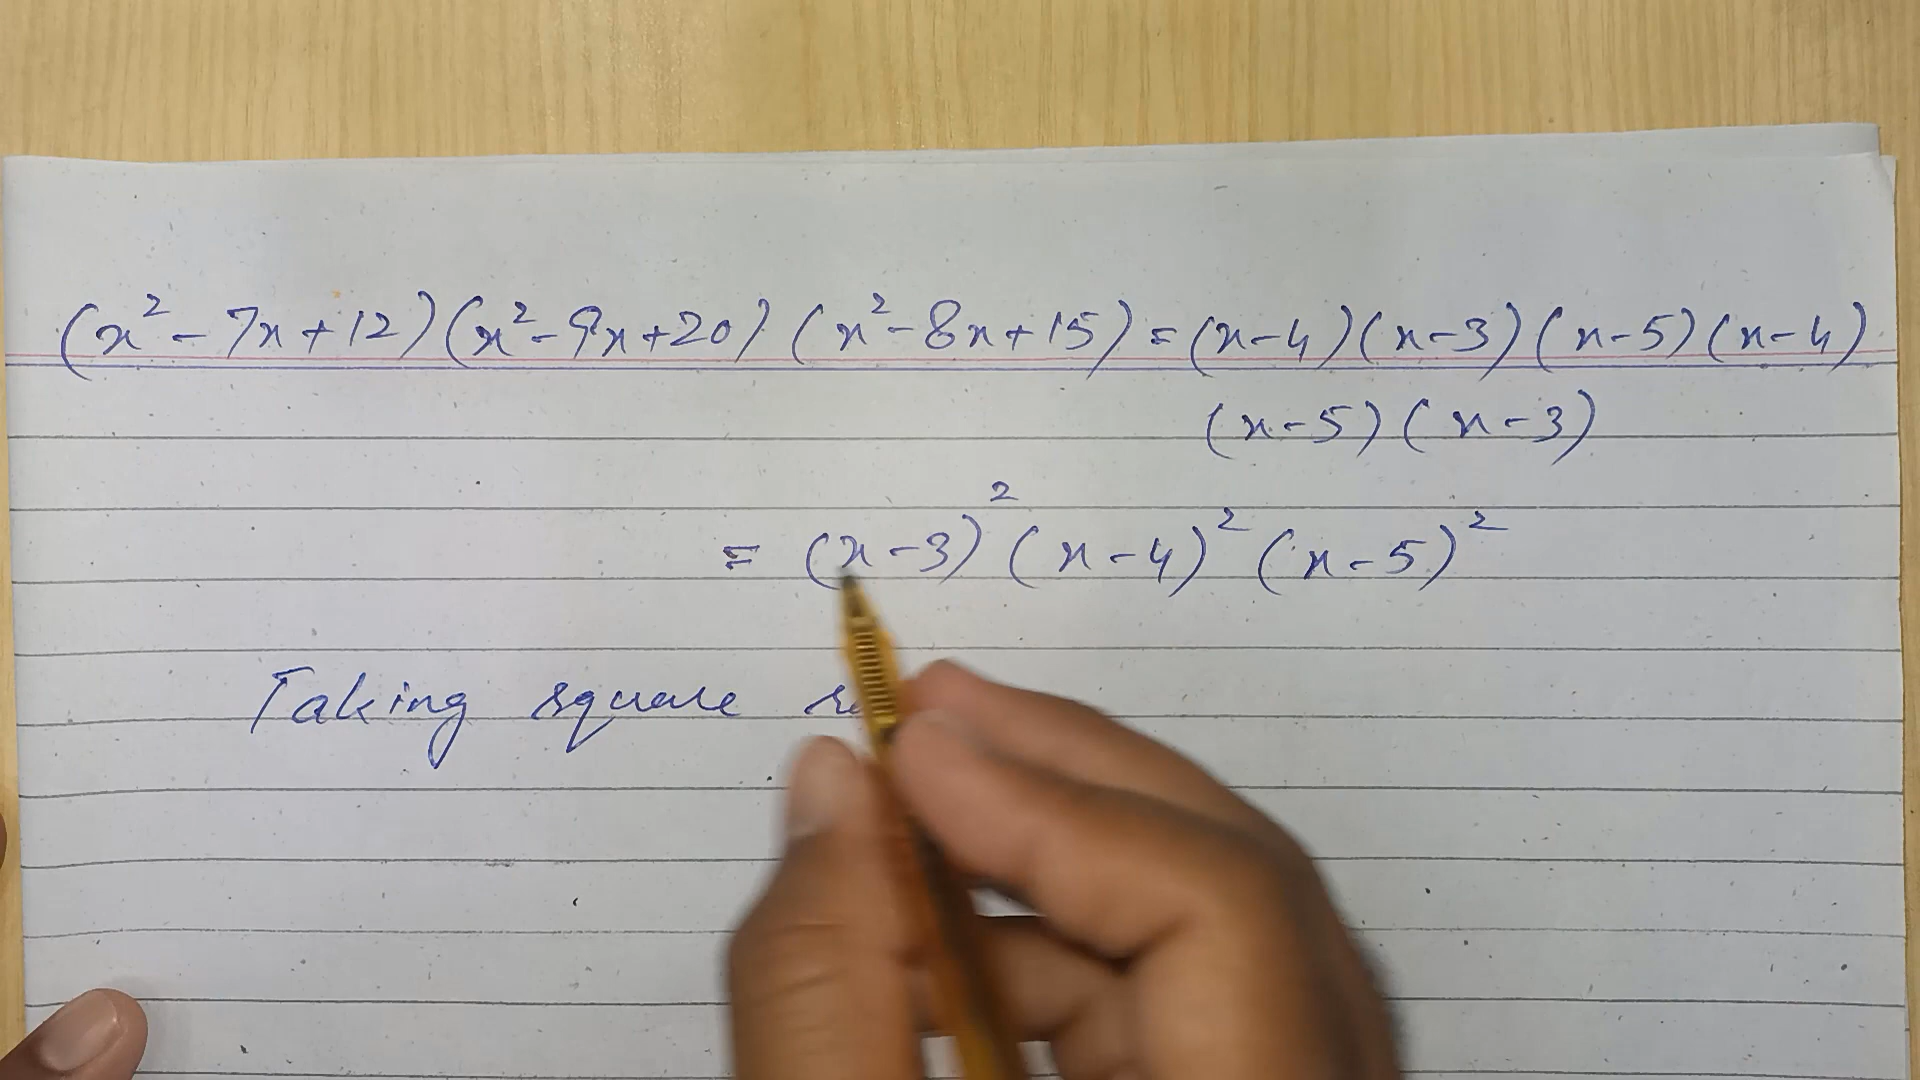 (x² - 7x + 12) (x² - 9x + 20) (x² - 8x + 15) = (x - 4) (x - 3) (x - 5) (x - 4)
(x - 5) (x - 3)
= (x - 3)² (x - 4)² (x - 5)²
Taking square